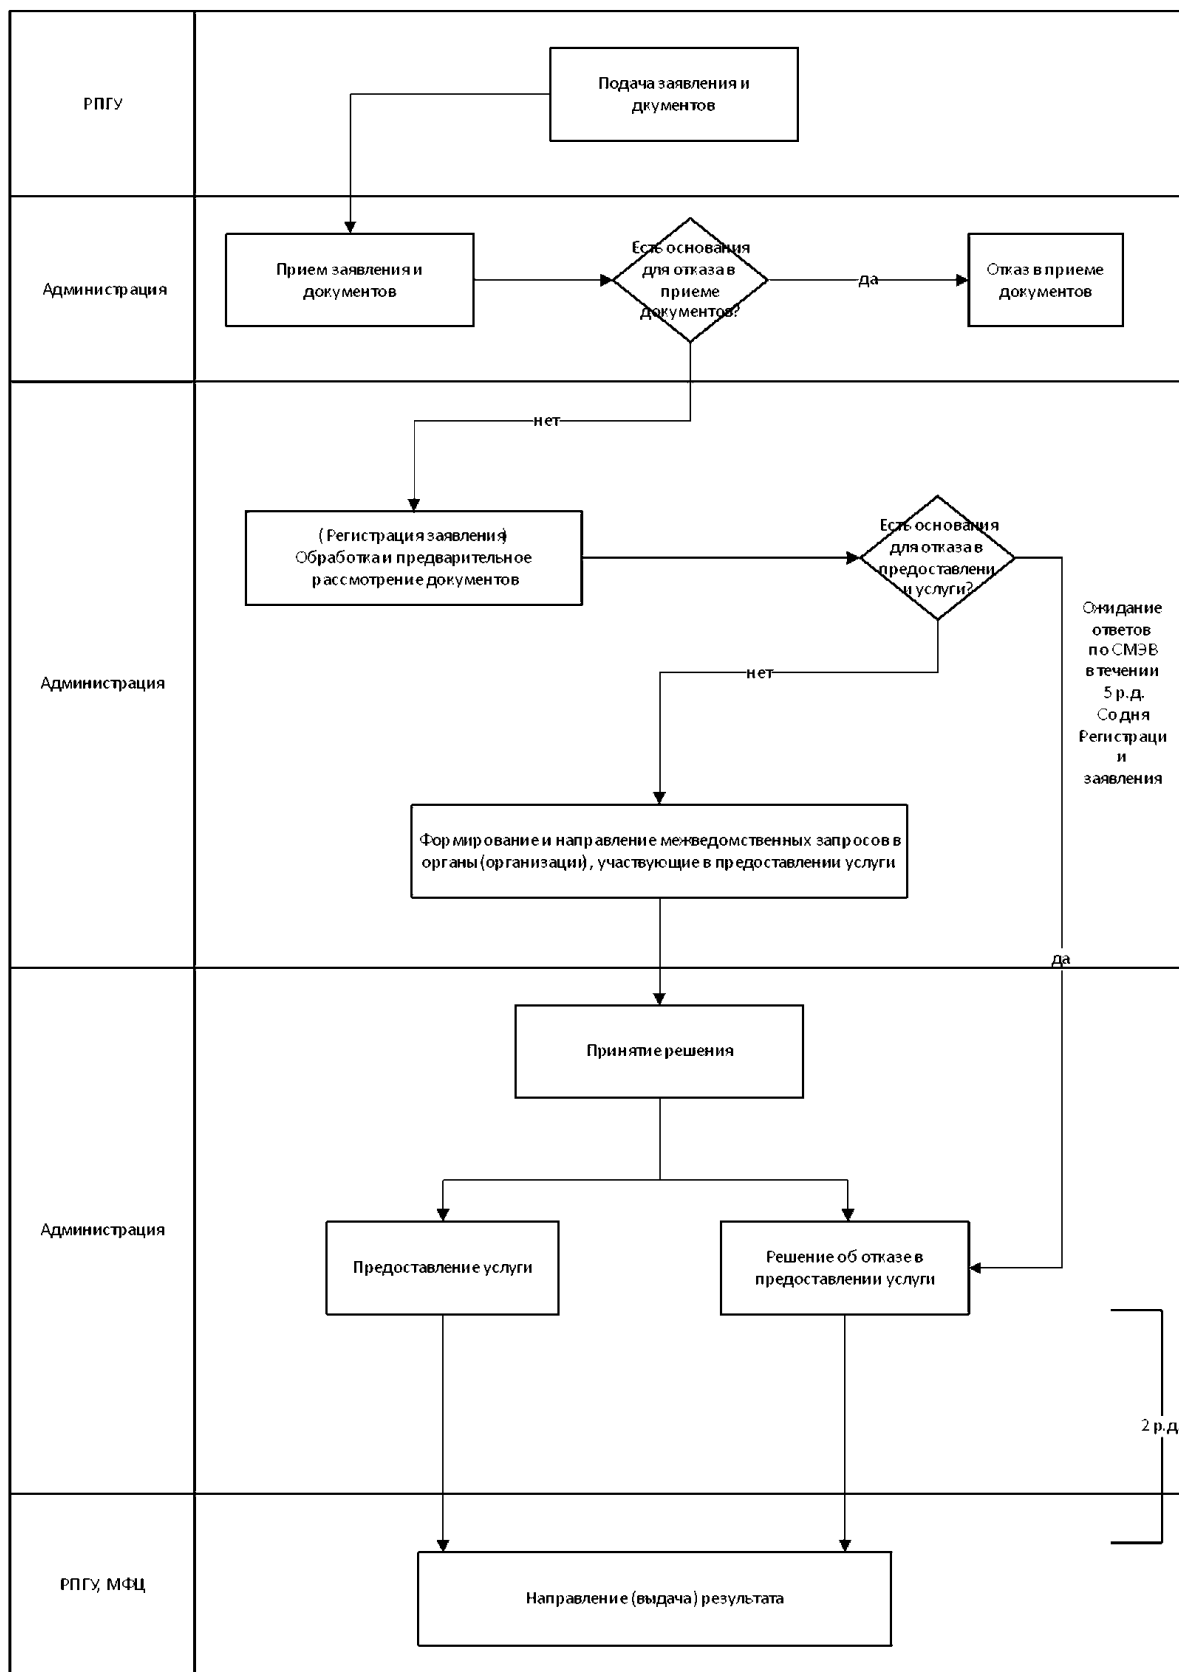 РПГУ
Подача заявления и
дкументов
Администрация
Прием заявления и
документов
Есть основания
для отказа в
приеме
документов?
да
Отказ в приеме
документов
нет
Администрация
( Регистрация заявления)
Обработка и предварительное
рассмотрение документов
Есть основания
для отказа в
предоставлени
и услуги?
нет
Ожидание
ответов
по СМЭВ
в течении
5 р.д.
Со дня
Регистраци
и
заявления
Формирование и направление межведомственных запросов в
органы (организации), участвующие в предоставлении услуги
да
Администрация
Принятие решения
Предоставление услуги
Решение об отказе в
предоставлении услуги
2 р.д.
РПГУ, МФЦ
Направление (выдача) результата